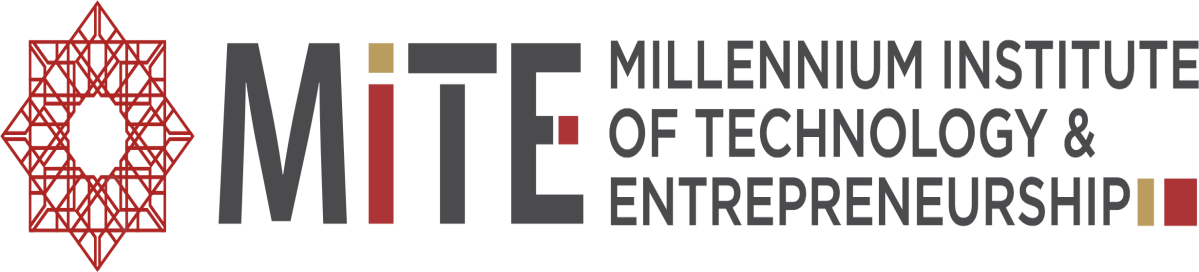 MiTE
MILLENNIUM INSTITUTE
OF TECHNOLOGY &
ENTREPRENEURSHIP